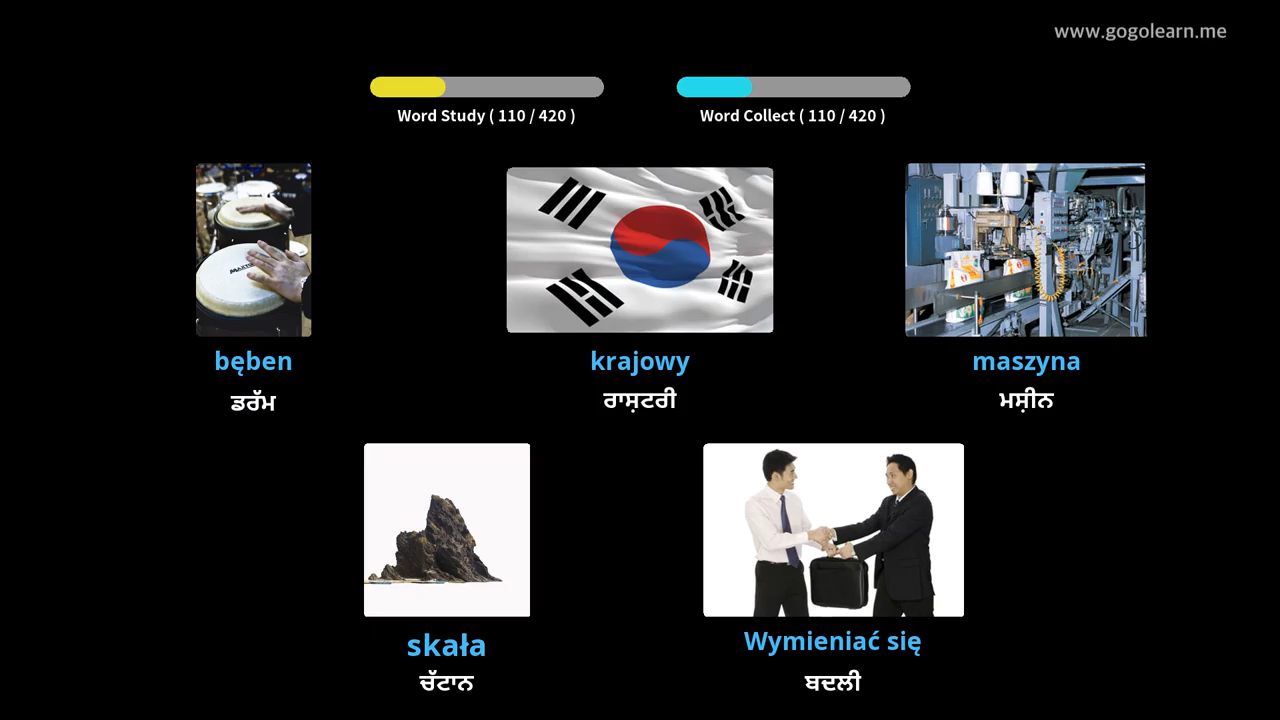 www.gogolearn.me
Word Study ( 110 / 420 )
Word Collect ( 110 / 420 )
bęben
ਡਰੱਮ
krajowy
ਰਾਸ਼ਟਰੀ
maszyna
ਮਸ਼ੀਨ
skała
ਚੱਟਾਨ
Wymieniać się
ਬਦਲੀ